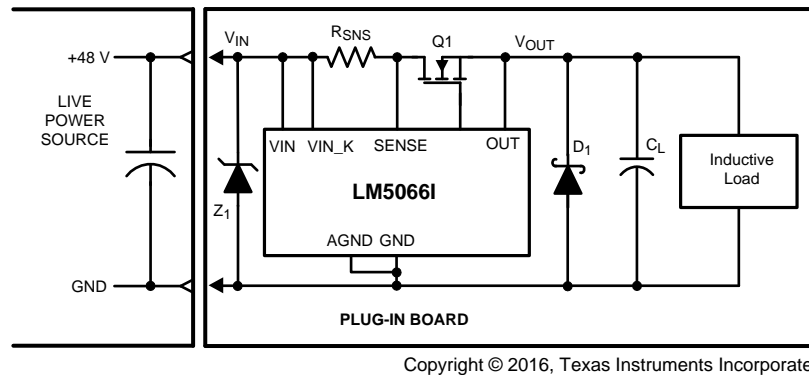 +48 V
LIVE
POWER
SOURCE
GND
VIN
RSNS
Q1
VOUT
VIN
VIN_K
SENSE
OUT
LM5066I
AGND
GND
Z1
D1
CL
Inductive
Load
PLUG-IN BOARD
Copyright © 2016, Texas Instruments Incorporate